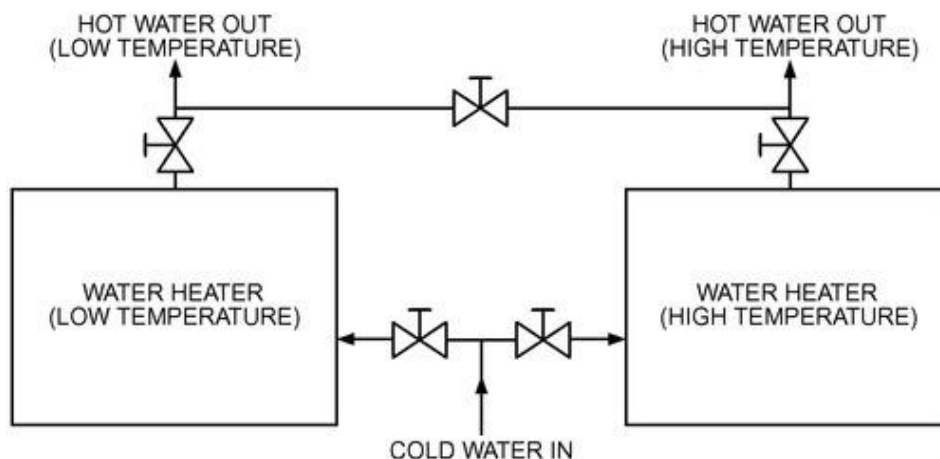 HOT WATER OUT
(LOW TEMPERATURE)
HOT WATER OUT
(HIGH TEMPERATURE)
WATER HEATER
(LOW TEMPERATURE)
WATER HEATER
(HIGH TEMPERATURE)
COLD WATER IN